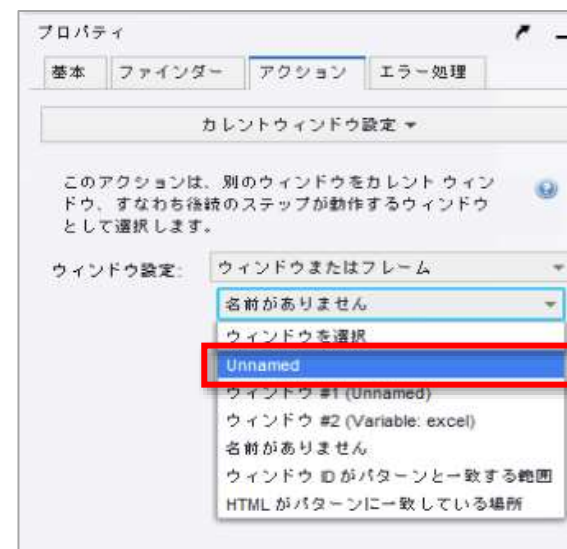 プロパティ
基本 ファインダー アクション エラー処理
カレントウィンドウ設定
このアクションは、別のウィンドウをカレント ウィン
ドウ、すなわち後続のステップが動作するウィンドウ
として選択します。
ウィンドウ設定: ウィンドウまたはフレーム
名前がありません
ウィンドウを選択
Unnamed
ウィンドウ #1 (Unnamed)
ウィンドウ #2 (Variable: excel)
名前がありません
ウィンドウ ID がパターンと一致する範囲
HTML がパターンに一致している場所